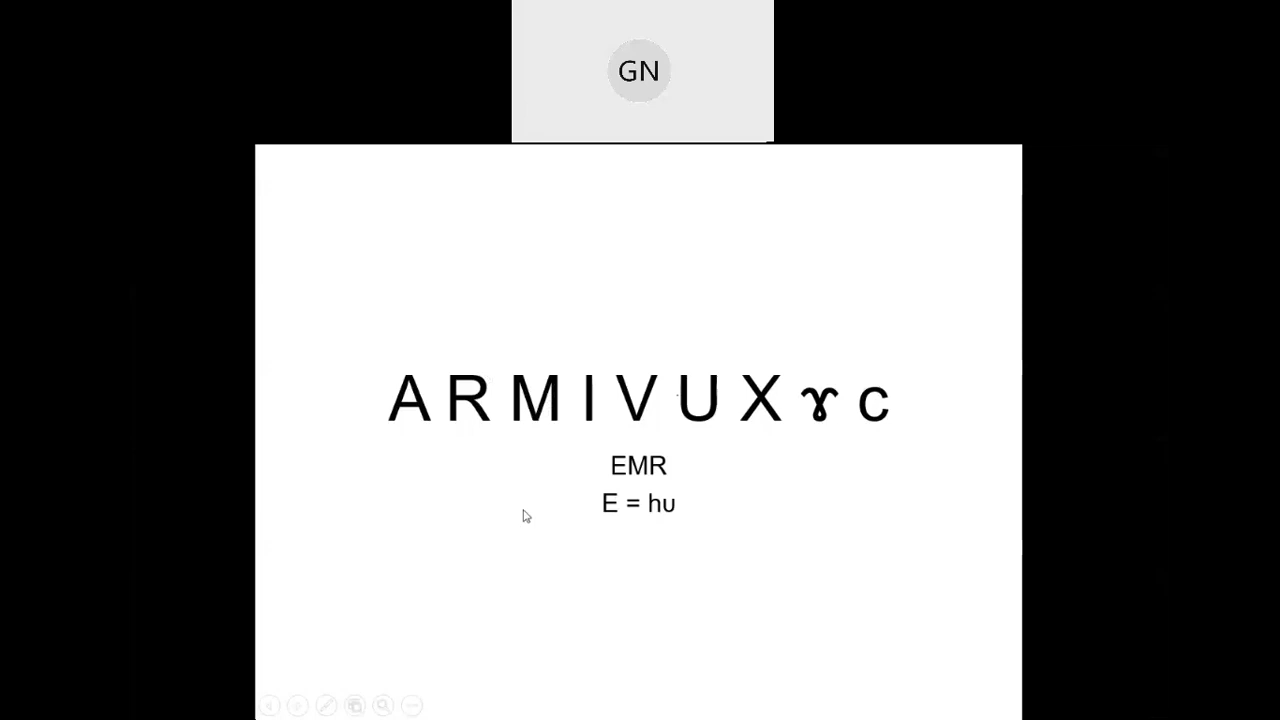 GN
A R M I V U X ɤ c
EMR
E = hυ